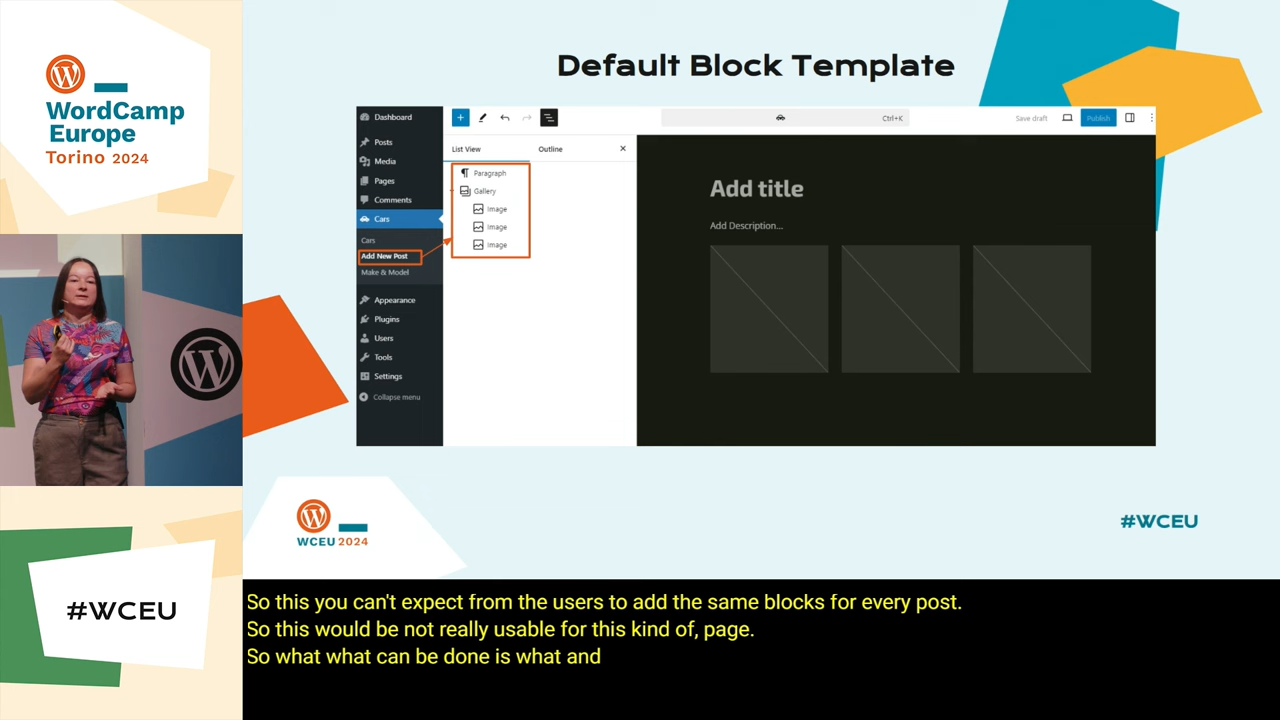 WordCamp
Europe
Torino 2024
#WCEU
Default Block Template
Dashboard
Posts
Media
Pages
Comments
Cars
Cars
Add New Post
Make & Model
Appearance
Plugins
Users
Tools
Settings
Collapse menu
Ctrl+K
Save draft
Publish
List View
Outline
Paragraph
Gallery
Image
Image
Image
Add title
Add Description...
WCEU 2024
#WCEU
So this you can't expect from the users to add the same blocks for every post.
So this would be not really usable for this kind of, page.
So what what can be done is what and